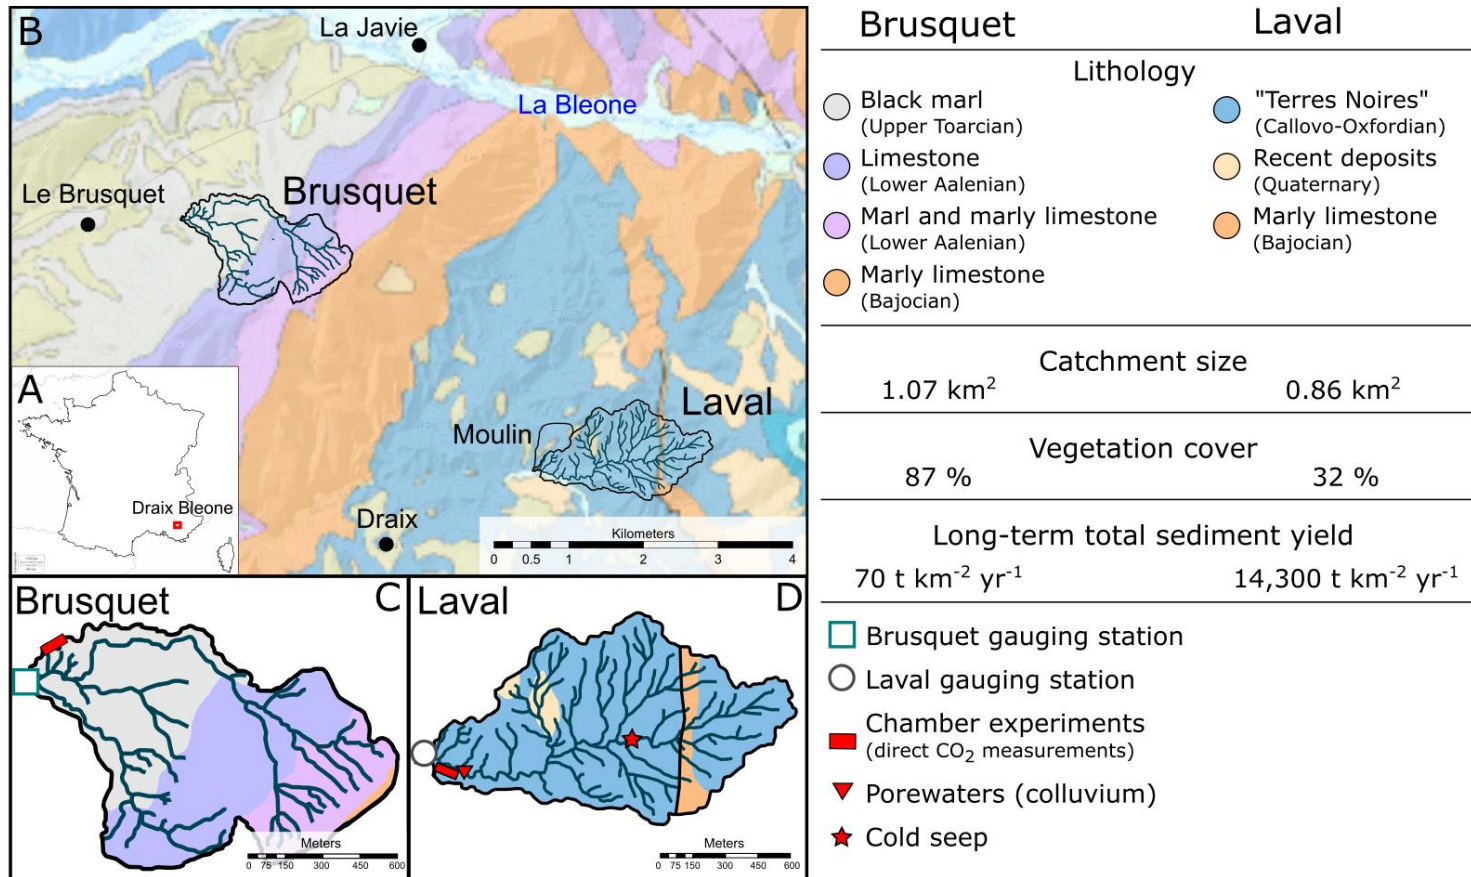 B
La Javie
La Bleone
Le Brusquet
Brusquet
Laval
Moulin
Draix
Kilometers
0 0.5 1 2 3 4
A
Draix Bleone
Brusquet
C
Meters
0 75 150 300 450 600
Laval
D
Meters
0 75 150 300 450 600
Brusquet Laval
Lithology
Black marl
(Upper Toarcian)
Limestone
(Lower Aalenian)
Marl and marly limestone
(Lower Aalenian)
Marly limestone
(Bajocian)
"Terres Noires"
(Callovo-Oxfordian)
Recent deposits
(Quaternary)
Marly limestone
(Bajocian)
Catchment size
1.07 km² 0.86 km²
Vegetation cover
87 % 32 %
Long-term total sediment yield
70 t km⁻² yr⁻¹ 14,300 t km⁻² yr⁻¹
Brusquet gauging station
Laval gauging station
Chamber experiments
(direct CO₂ measurements)
Porewaters (colluvium)
Cold seep